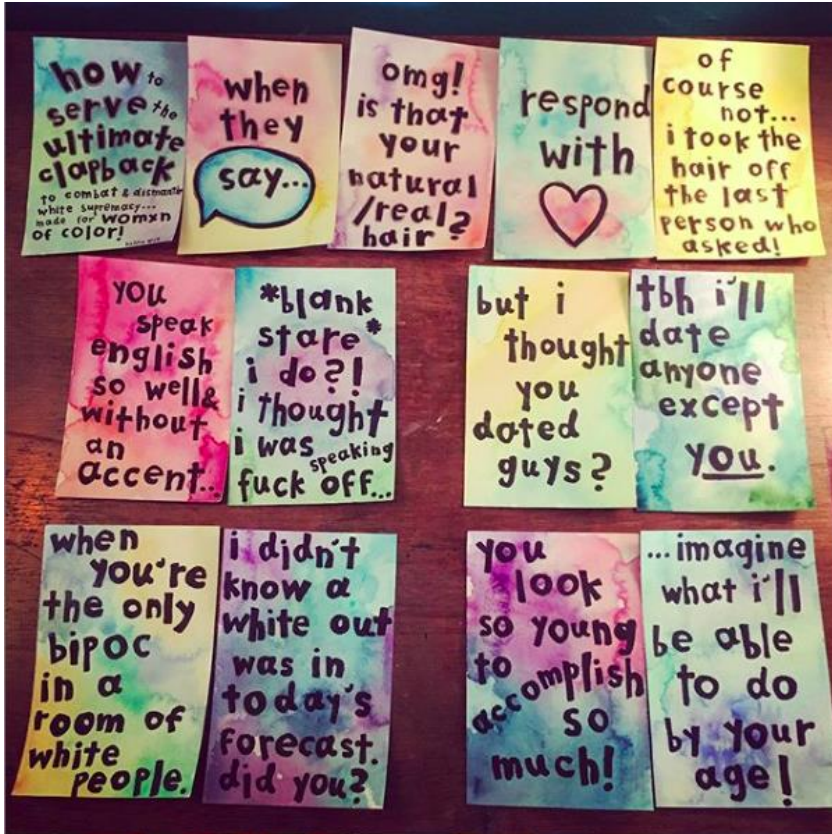 how to
serve the
ultimate
clapback
to combat & dismantle
white supremacy...
made for womxn
of color!
when
they
say...
omg!
is that
your
natural
/real
hair?
respond
with
of
course
not...
i took the
hair off
the last
person who
asked!
you
speak
english
so well &
without
an
accent...
*blank
stare*
i do?!
i thought
i was speaking
fuck off...
but i
thought
you
dated
guys?
tbh i'll
date
anyone
except
you.
when
you're
the only
bipoc
in a
room of
white
people.
i didn't
know a
white out
was in
today's
forecast.
did you?
you
look
so young
to
accomplish
so
much!
...imagine
what i'll
be able
to do
by your
age!